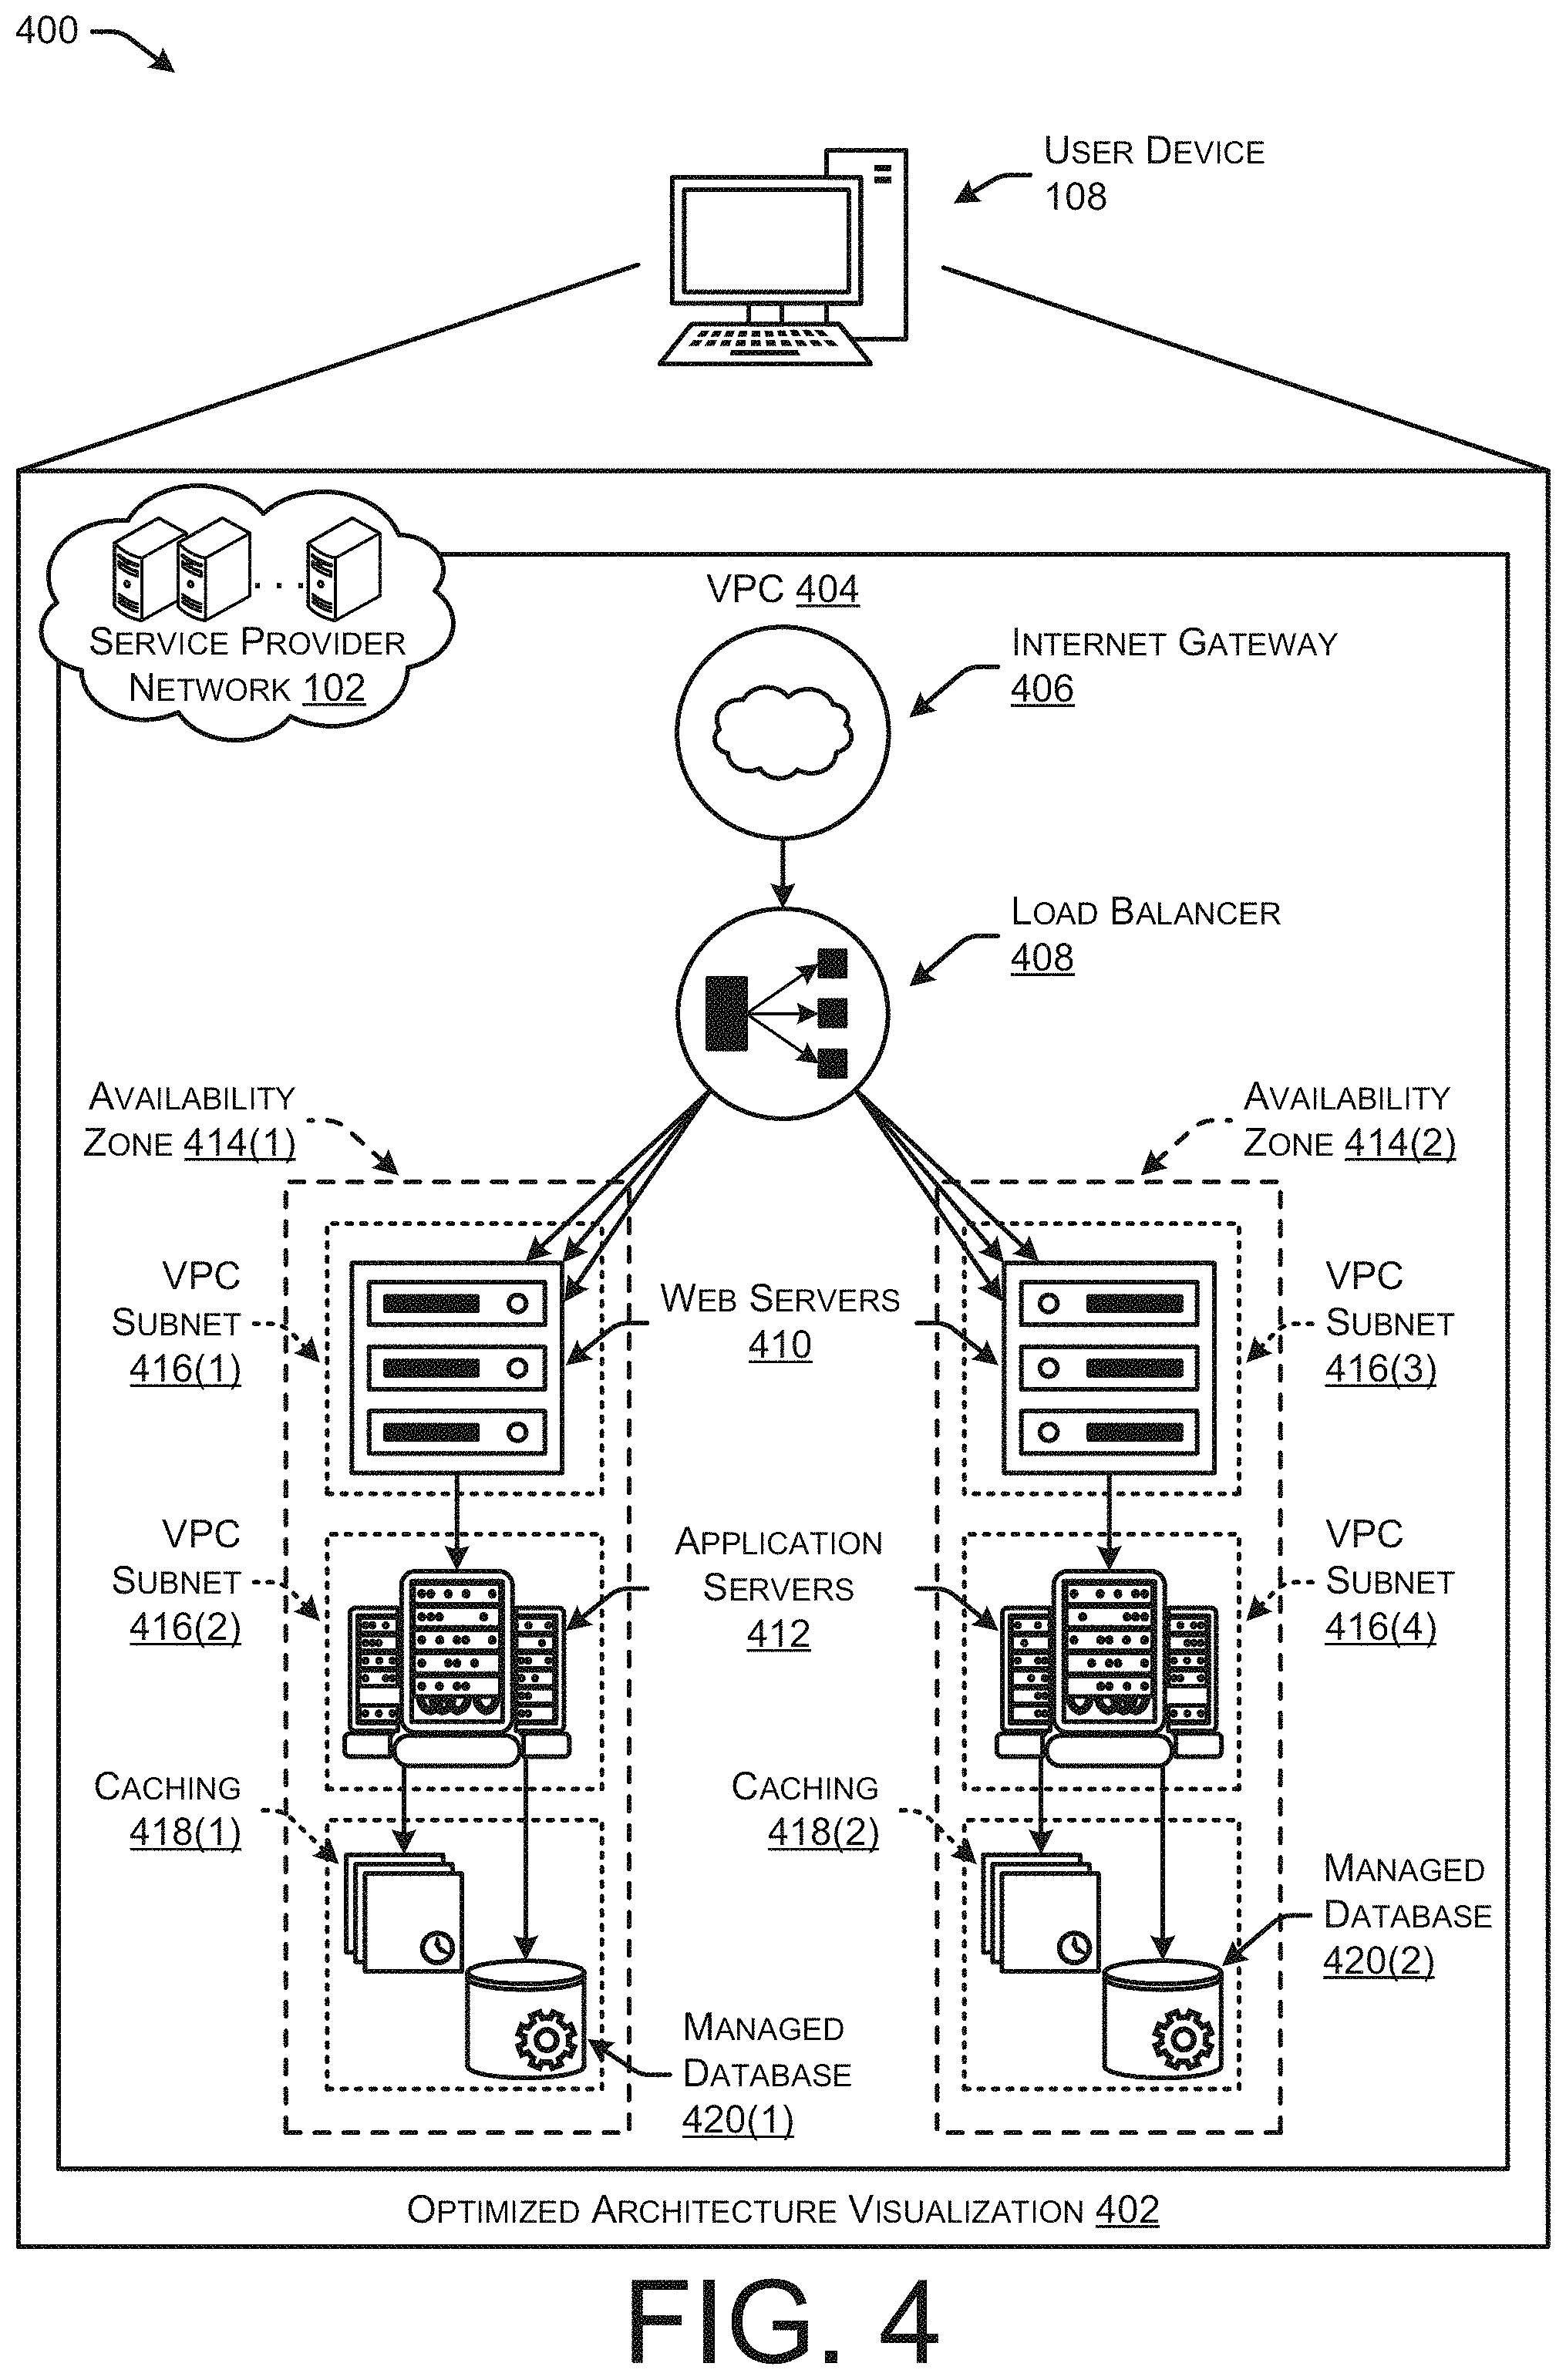 400
USER DEVICE
108
SERVICE PROVIDER
NETWORK 102
VPC 404
INTERNET GATEWAY
406
LOAD BALANCER
408
AVAILABILITY
ZONE 414(1)
AVAILABILITY
ZONE 414(2)
VPC
SUBNET
416(1)
WEB SERVERS
410
VPC
SUBNET
416(3)
VPC
SUBNET
416(2)
APPLICATION
SERVERS
412
VPC
SUBNET
416(4)
CACHING
418(1)
CACHING
418(2)
MANAGED
DATABASE
420(2)
MANAGED
DATABASE
420(1)
OPTIMIZED ARCHITECTURE VISUALIZATION 402
FIG. 4